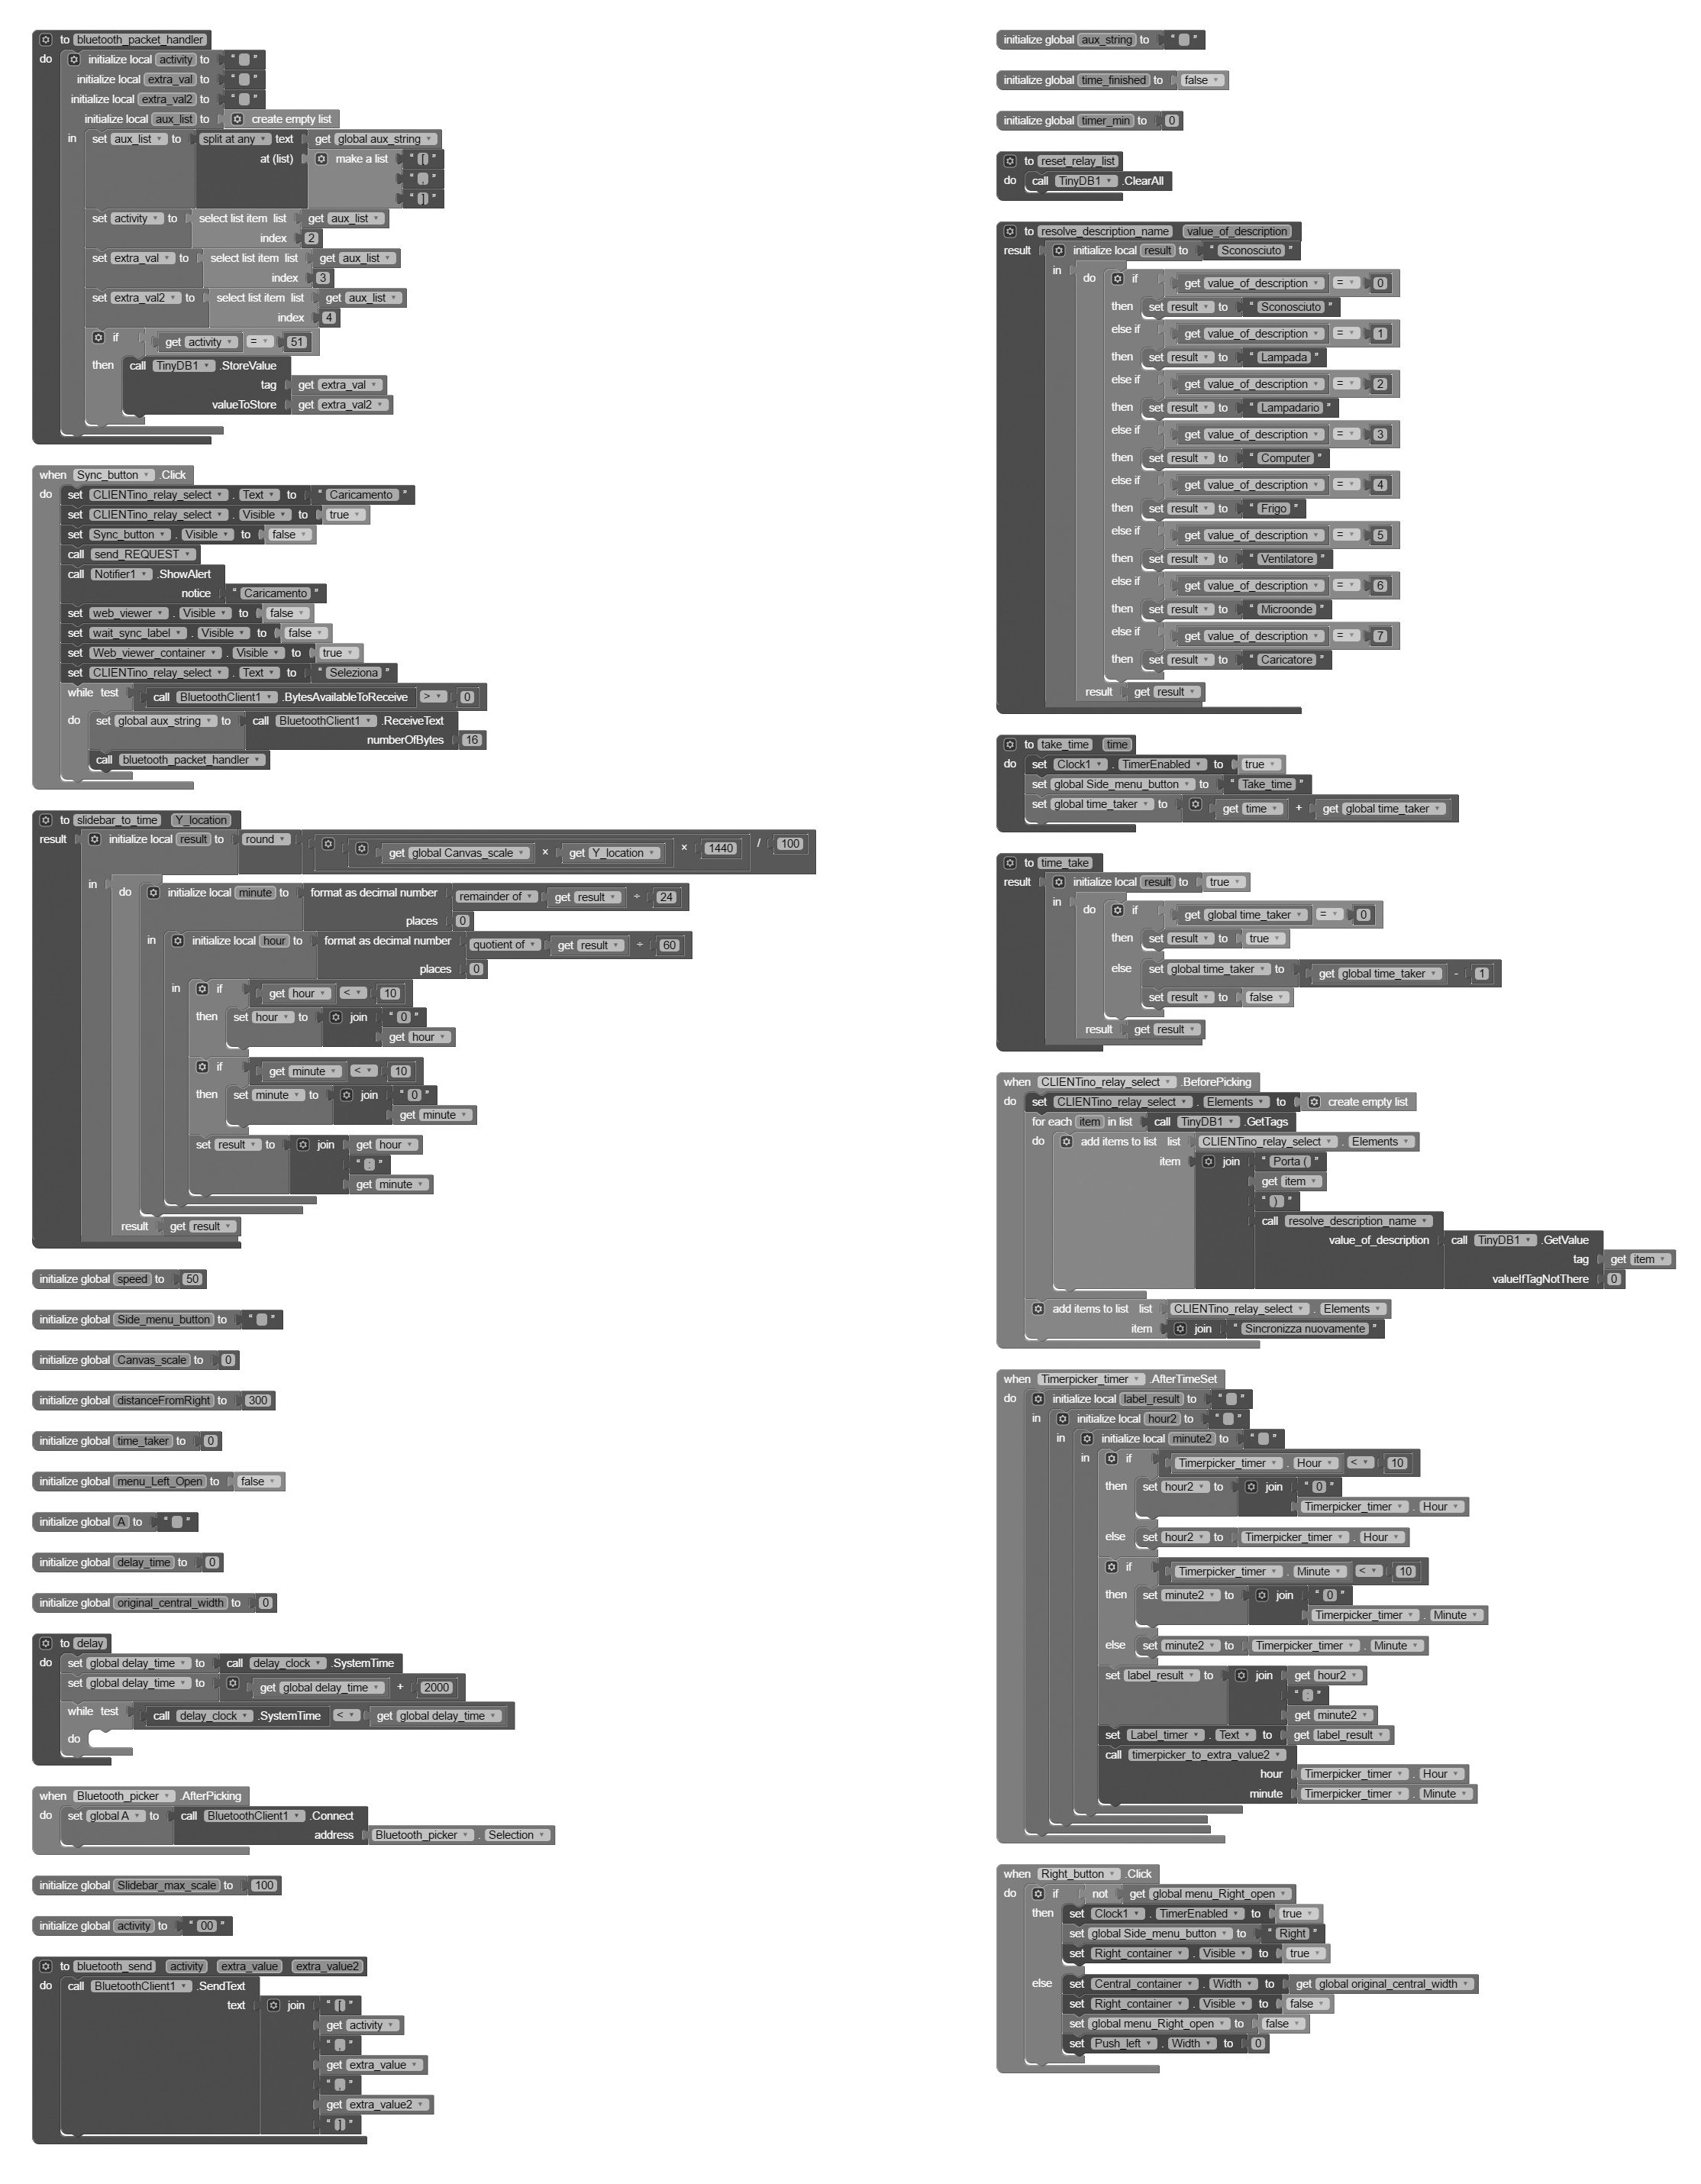 to bluetooth_packet_handler
do initialize local activity to “ ”
initialize local extra_val to “ ”
initialize local extra_val2 to “ ”
initialize local aux_list to create empty list
in set aux_list to split at any text get global aux_string
at (list) make a list “ [ ”
“ , ”
“ ] ”
set activity to select list item list get aux_list
index 2
set extra_val to select list item list get aux_list
index 3
set extra_val2 to select list item list get aux_list
index 4
if get activity = 51
then call TinyDB1 .StoreValue
tag get extra_val
valueToStore get extra_val2
when Sync_button .Click
do set CLIENTino_relay_select . Text to “ Caricamento ”
set CLIENTino_relay_select . Visible to true
set Sync_button . Visible to false
call send_REQUEST
call Notifier1 .ShowAlert
notice “ Caricamento ”
set web_viewer . Visible to false
set wait_sync_label . Visible to false
set Web_viewer_container . Visible to true
set CLIENTino_relay_select . Text to “ Seleziona ”
while test call BluetoothClient1 .BytesAvailableToReceive > 0
do set global aux_string to call BluetoothClient1 .ReceiveText
numberOfBytes 16
call bluetooth_packet_handler
to slidebar_to_time Y_location
result initialize local result to round get global Canvas_scale × get Y_location × 1440 / 100
in do initialize local minute to format as decimal number remainder of get result ÷ 24
places 0
in initialize local hour to format as decimal number quotient of get result ÷ 60
places 0
in if get hour < 10
then set hour to join “ 0 ”
get hour
if get minute < 10
then set minute to join “ 0 ”
get minute
set result to join get hour
“ : ”
get minute
result get result
initialize global speed to 50
initialize global Side_menu_button to “ ”
initialize global Canvas_scale to 0
initialize global distanceFromRight to 300
initialize global time_taker to 0
initialize global menu_Left_Open to false
initialize global A to “ ”
initialize global delay_time to 0
initialize global original_central_width to 0
to delay
do set global delay_time to call delay_clock .SystemTime
set global delay_time to get global delay_time + 2000
while test call delay_clock .SystemTime < get global delay_time
do
when Bluetooth_picker .AfterPicking
do set global A to call BluetoothClient1 .Connect
address Bluetooth_picker . Selection
initialize global Slidebar_max_scale to 100
initialize global activity to “ 00 ”
to bluetooth_send activity extra_value extra_value2
do call BluetoothClient1 .SendText
text join “ [ ”
get activity
“ , ”
get extra_value
“ , ”
get extra_value2
“ ] ”
initialize global aux_string to “ ”
initialize global time_finished to false
initialize global timer_min to 0
to reset_relay_list
do call TinyDB1 .ClearAll
to resolve_description_name value_of_description
result initialize local result to “ Sconosciuto ”
in do if get value_of_description = 0
then set result to “ Sconosciuto ”
else if get value_of_description = 1
then set result to “ Lampada ”
else if get value_of_description = 2
then set result to “ Lampadario ”
else if get value_of_description = 3
then set result to “ Computer ”
else if get value_of_description = 4
then set result to “ Frigo ”
else if get value_of_description = 5
then set result to “ Ventilatore ”
else if get value_of_description = 6
then set result to “ Microonde ”
else if get value_of_description = 7
then set result to “ Caricatore ”
result get result
to take_time time
do set Clock1 . TimerEnabled to true
set global Side_menu_button to “ Take_time ”
set global time_taker to get time + get global time_taker
to time_take
result initialize local result to true
in do if get global time_taker = 0
then set result to true
else set global time_taker to get global time_taker - 1
set result to false
result get result
when CLIENTino_relay_select .BeforePicking
do set CLIENTino_relay_select . Elements to create empty list
for each item in list call TinyDB1 .GetTags
do add items to list list CLIENTino_relay_select . Elements
item join “ Porta ( ”
get item
“ ) ”
call resolve_description_name
value_of_description call TinyDB1 .GetValue
tag get item
valueIfTagNotThere 0
add items to list list CLIENTino_relay_select . Elements
item join “ Sincronizza nuovamente ”
when Timerpicker_timer .AfterTimeSet
do initialize local label_result to “ ”
in initialize local hour2 to “ ”
in initialize local minute2 to “ ”
in if Timerpicker_timer . Hour < 10
then set hour2 to join “ 0 ”
Timerpicker_timer . Hour
else set hour2 to Timerpicker_timer . Hour
if Timerpicker_timer . Minute < 10
then set minute2 to join “ 0 ”
Timerpicker_timer . Minute
else set minute2 to Timerpicker_timer . Minute
set label_result to join get hour2
“ : ”
get minute2
set Label_timer . Text to get label_result
call timerpicker_to_extra_value2
hour Timerpicker_timer . Hour
minute Timerpicker_timer . Minute
when Right_button .Click
do if not get global menu_Right_open
then set Clock1 . TimerEnabled to true
set global Side_menu_button to “ Right ”
set Right_container . Visible to true
else set Central_container . Width to get global original_central_width
set Right_container . Visible to false
set global menu_Right_open to false
set Push_left . Width to 0